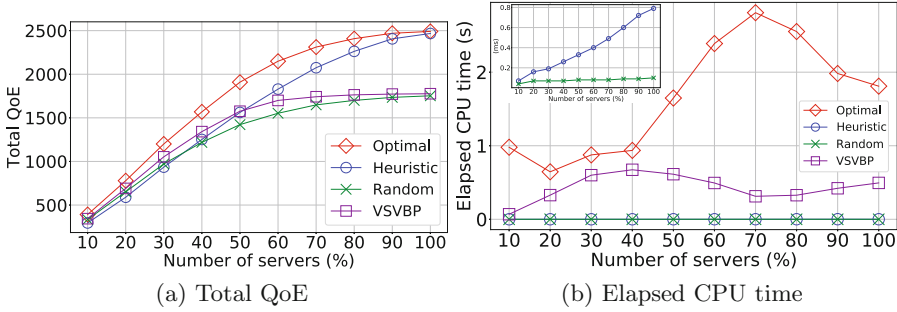 2500
2000
1500
1000
500
Total QoE
10 20 30 40 50 60 70 80 90 100
Number of servers (%)
Optimal
Heuristic
Random
VSVBP
(a) Total QoE
2
1
0
Elapsed CPU time (s)
0.8
0.6
0.4
0.2
(ms)
10 20 30 40 50 60 70 80 90 100
Number of servers (%)
Optimal
Heuristic
Random
VSVBP
10 20 30 40 50 60 70 80 90 100
Number of servers (%)
(b) Elapsed CPU time